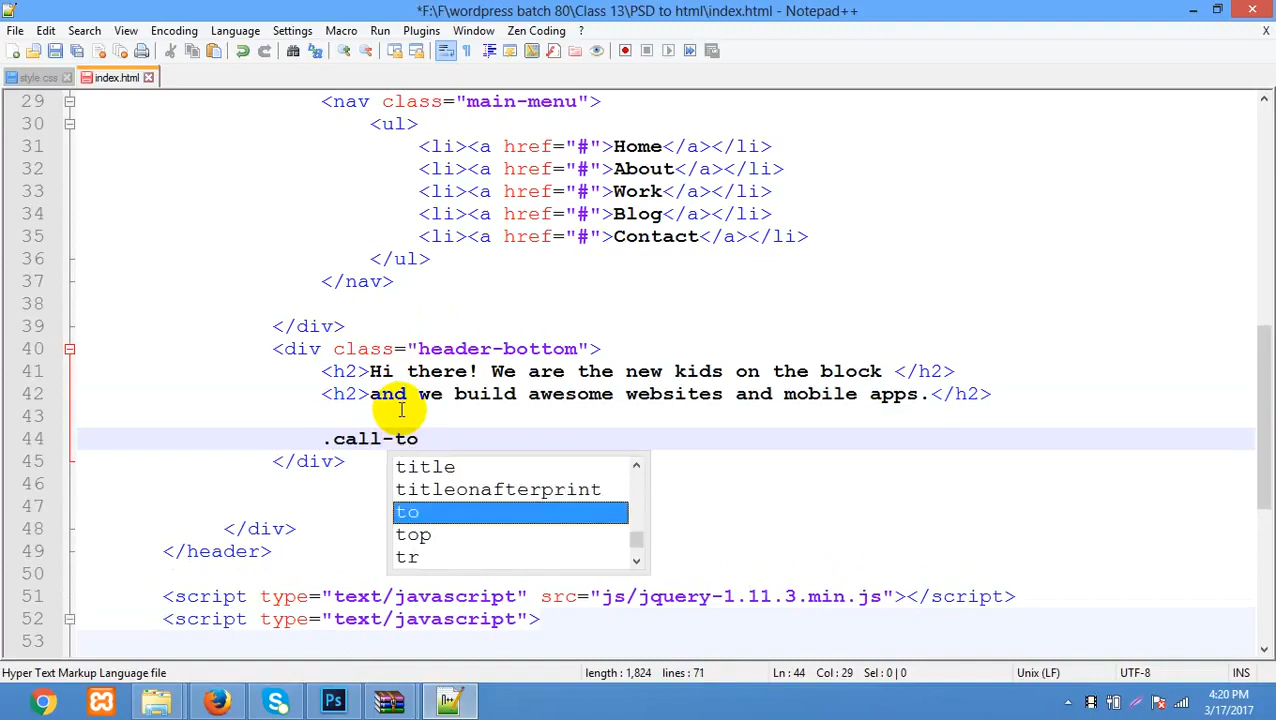 *F:\F\wordpress batch 80\Class 13\PSD to html\index.html - Notepad++
File Edit Search View Encoding Language Settings Macro Run Plugins Window Zen Coding ? X
style.css index.html
29 <nav class="main-menu">
30 <ul>
31 <li><a href="#">Home</a></li>
32 <li><a href="#">About</a></li>
33 <li><a href="#">Work</a></li>
34 <li><a href="#">Blog</a></li>
35 <li><a href="#">Contact</a></li>
36 </ul>
37 </nav>
38
39 </div>
40 <div class="header-bottom">
41 <h2>Hi there! We are the new kids on the block </h2>
42 <h2>and we build awesome websites and mobile apps.</h2>
43
44 .call-to
45 </div>
title
46
titleonafterprint
47
to
48 </div>
top
49 </header>
tr
50
51 <script type="text/javascript" src="js/jquery-1.11.3.min.js"></script>
52 <script type="text/javascript">
53
Hyper Text Markup Language file length : 1,824 lines : 71 Ln : 44 Col : 29 Sel : 0 | 0 Unix (LF) UTF-8 INS
Ps 4:20 PM
3/17/2017